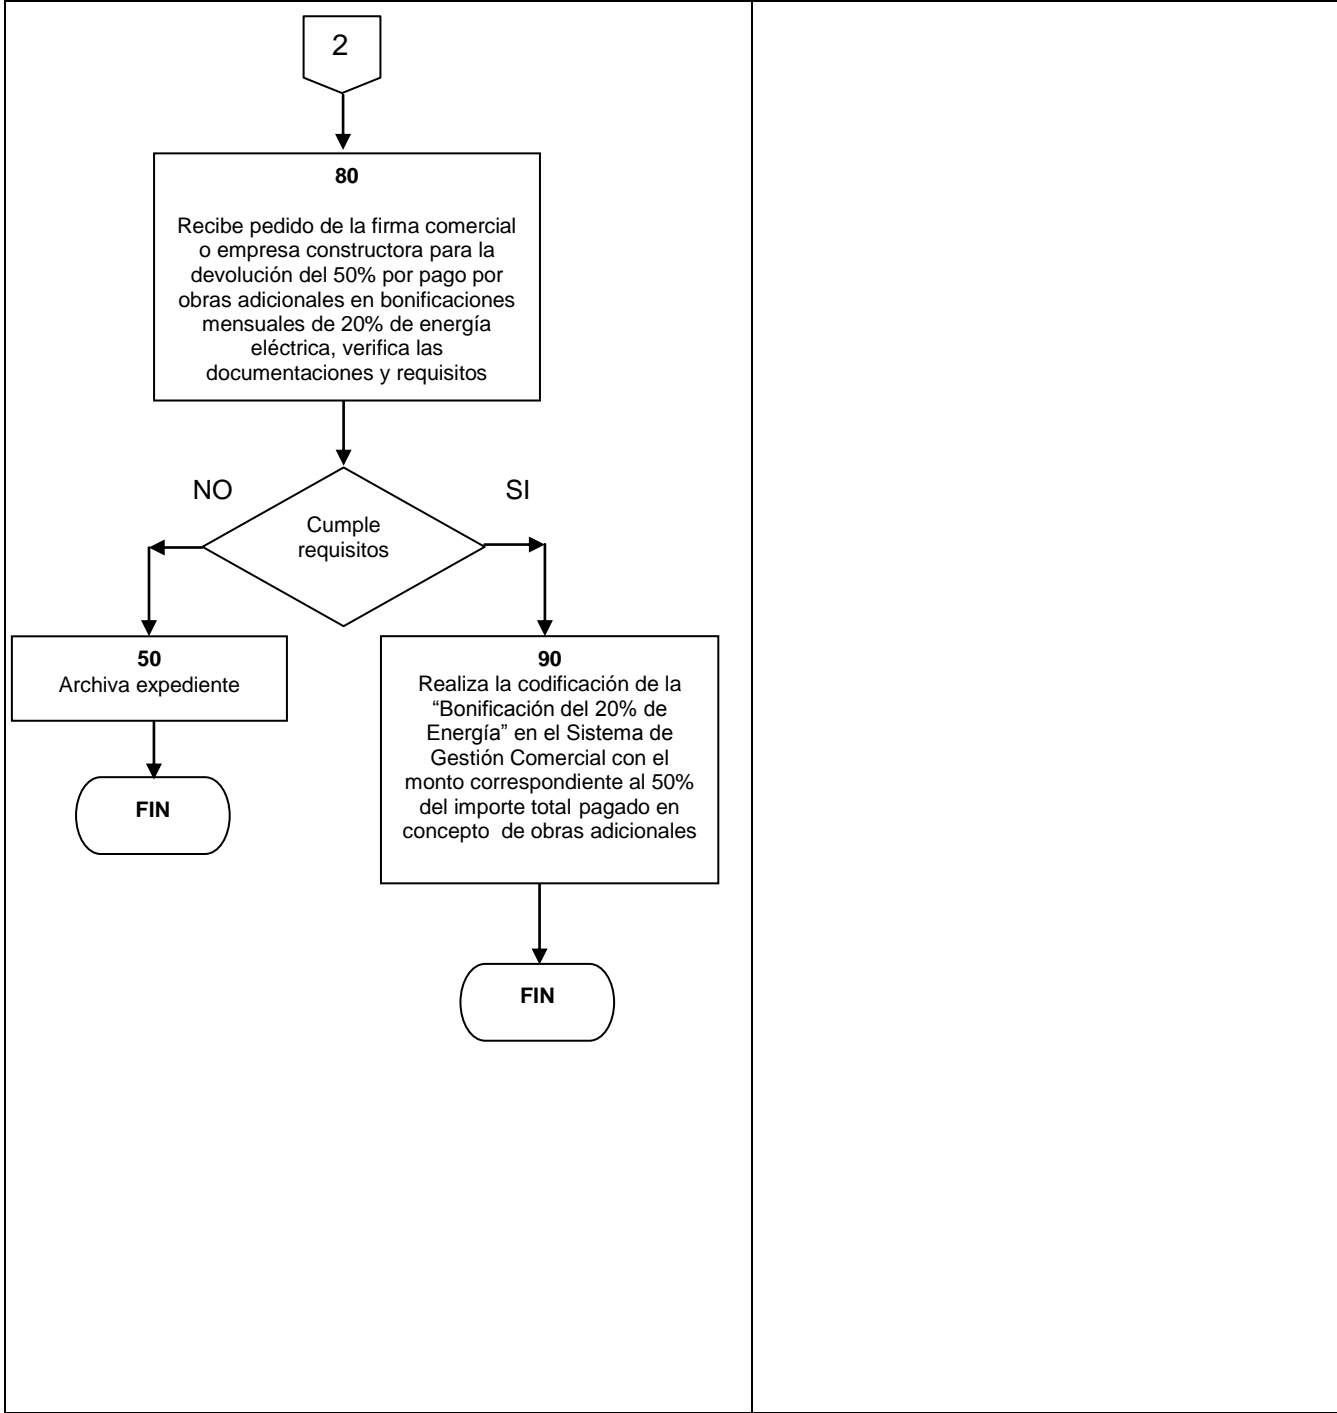 2
80
Recibe pedido de la firma comercial
o empresa constructora para la
devolución del 50% por pago por
obras adicionales en bonificaciones
mensuales de 20% de energía
eléctrica, verifica las
documentaciones y requisitos
NO
SI
Cumple
requisitos
50
Archiva expediente
FIN
90
Realiza la codificación de la
“Bonificación del 20% de
Energía” en el Sistema de
Gestión Comercial con el
monto correspondiente al 50%
del importe total pagado en
concepto  de obras adicionales
FIN